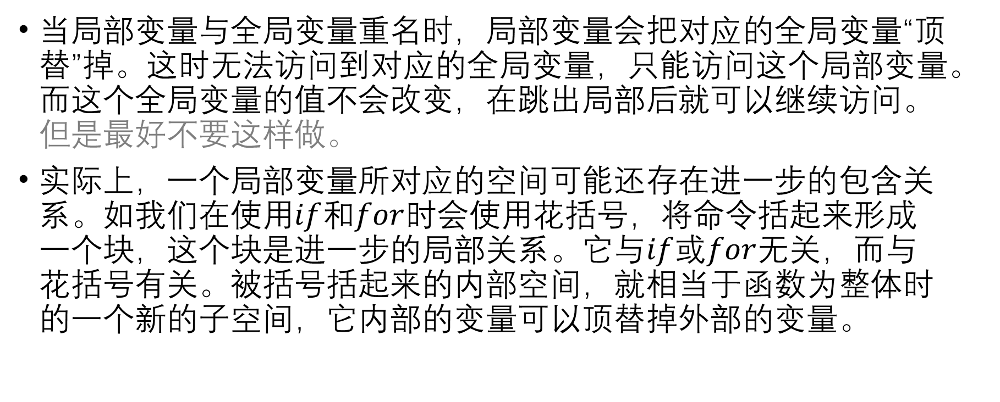 • 当局部变量与全局变量重名时，局部变量会把对应的全局变量“顶
替”掉。这时无法访问到对应的全局变量，只能访问这个局部变量。
而这个全局变量的值不会改变，在跳出局部后就可以继续访问。
但是最好不要这样做。
• 实际上，一个局部变量所对应的空间可能还存在进一步的包含关
系。如我们在使用if和for时会使用花括号，将命令括起来形成
一个块，这个块是进一步的局部关系。它与if或for无关，而与
花括号有关。被括号括起来的内部空间，就相当于函数为整体时
的一个新的子空间，它内部的变量可以顶替掉外部的变量。